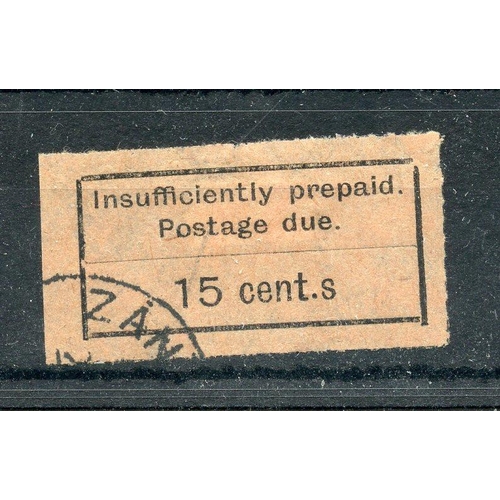 Insufficiently prepaid.
Postage due.
15 cent.s
ZAN